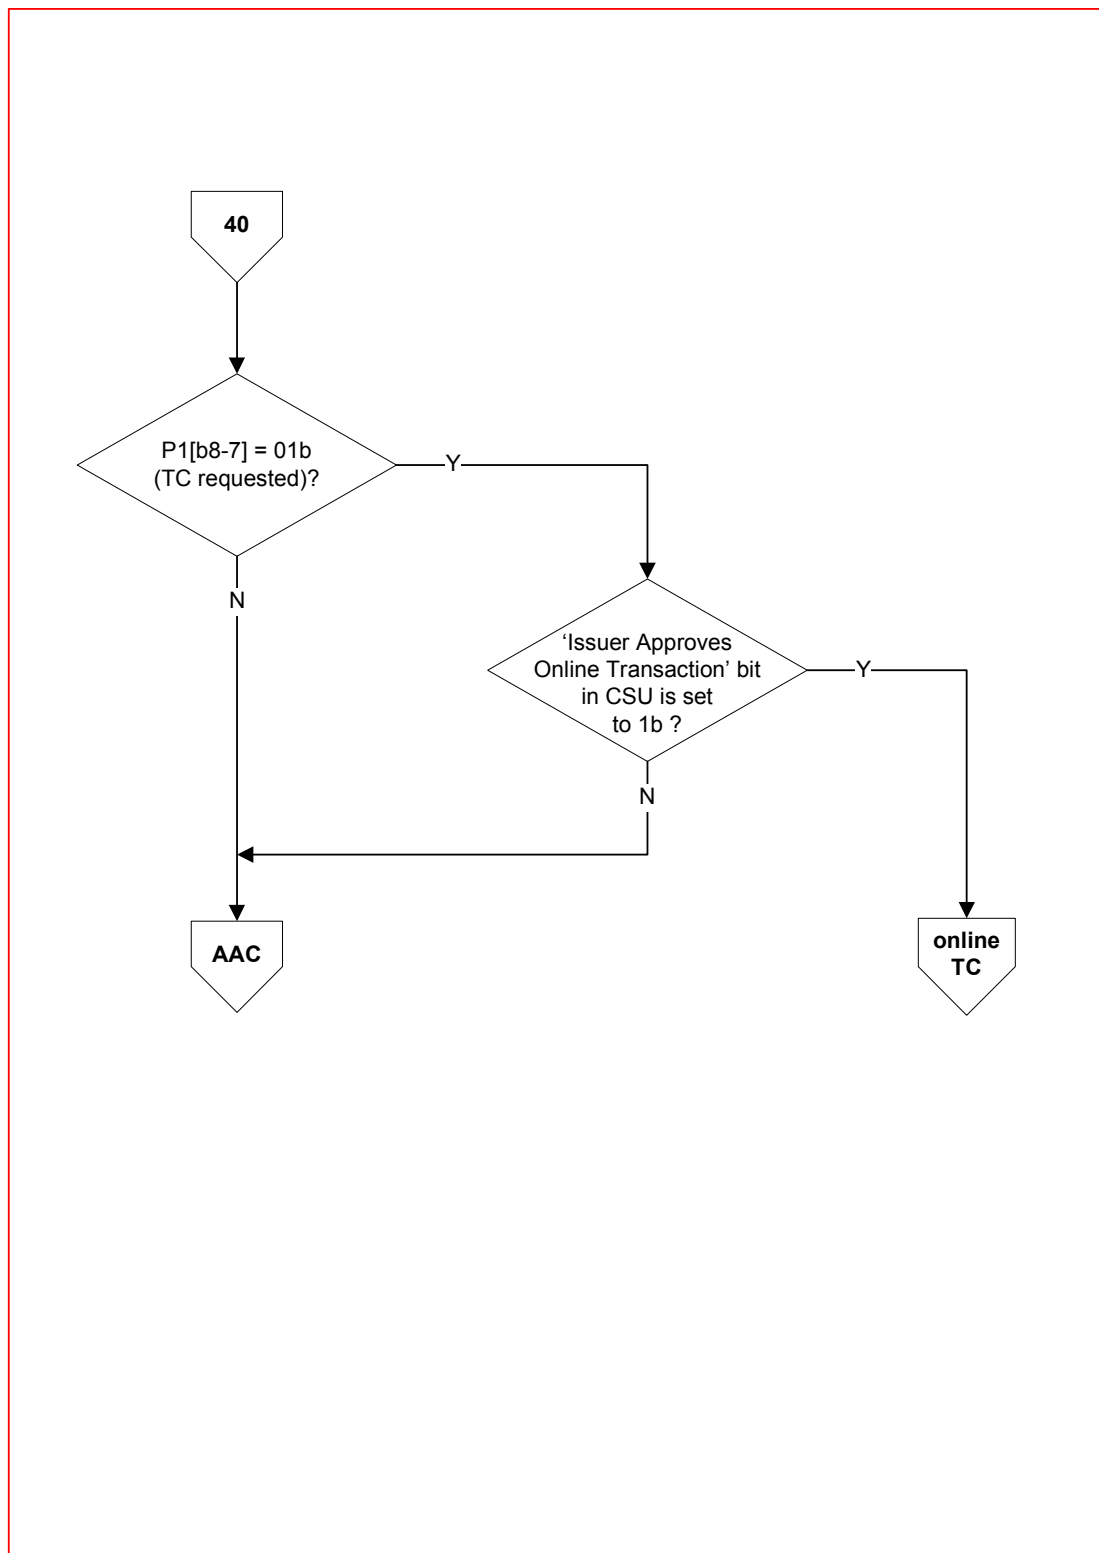 40
P1[b8-7] = 01b
(TC requested)?
Y
N
‘Issuer Approves
Online Transaction’ bit
in CSU is set
to 1b ?
Y
N
AAC
online
TC